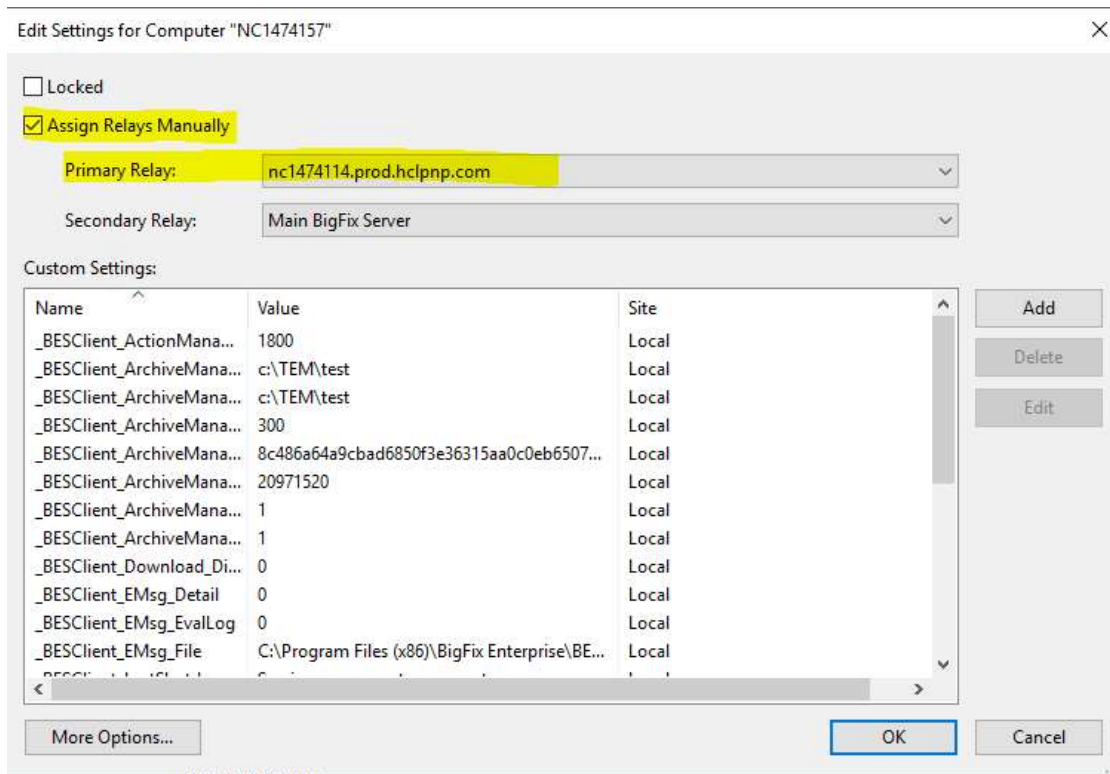 Edit Settings for Computer "NC1474157"
Locked
Assign Relays Manually
Primary Relay: nc1474114.prod.hclpnp.com
Secondary Relay: Main BigFix Server
Custom Settings:
Name Value Site
_BESClient_ActionMana... 1800 Local
_BESClient_ArchiveMana... c:\TEM\test Local
_BESClient_ArchiveMana... c:\TEM\test Local
_BESClient_ArchiveMana... 300 Local
_BESClient_ArchiveMana... 8c486a64a9cbad6850f3e36315aa0c0eb6507... Local
_BESClient_ArchiveMana... 20971520 Local
_BESClient_ArchiveMana... 1 Local
_BESClient_ArchiveMana... 1 Local
_BESClient_Download_Di... 0 Local
_BESClient_EMsg_Detail 0 Local
_BESClient_EMsg_EvalLog 0 Local
_BESClient_EMsg_File C:\Program Files (x86)\BigFix Enterprise\BE... Local
Add
Delete
Edit
More Options...
OK
Cancel